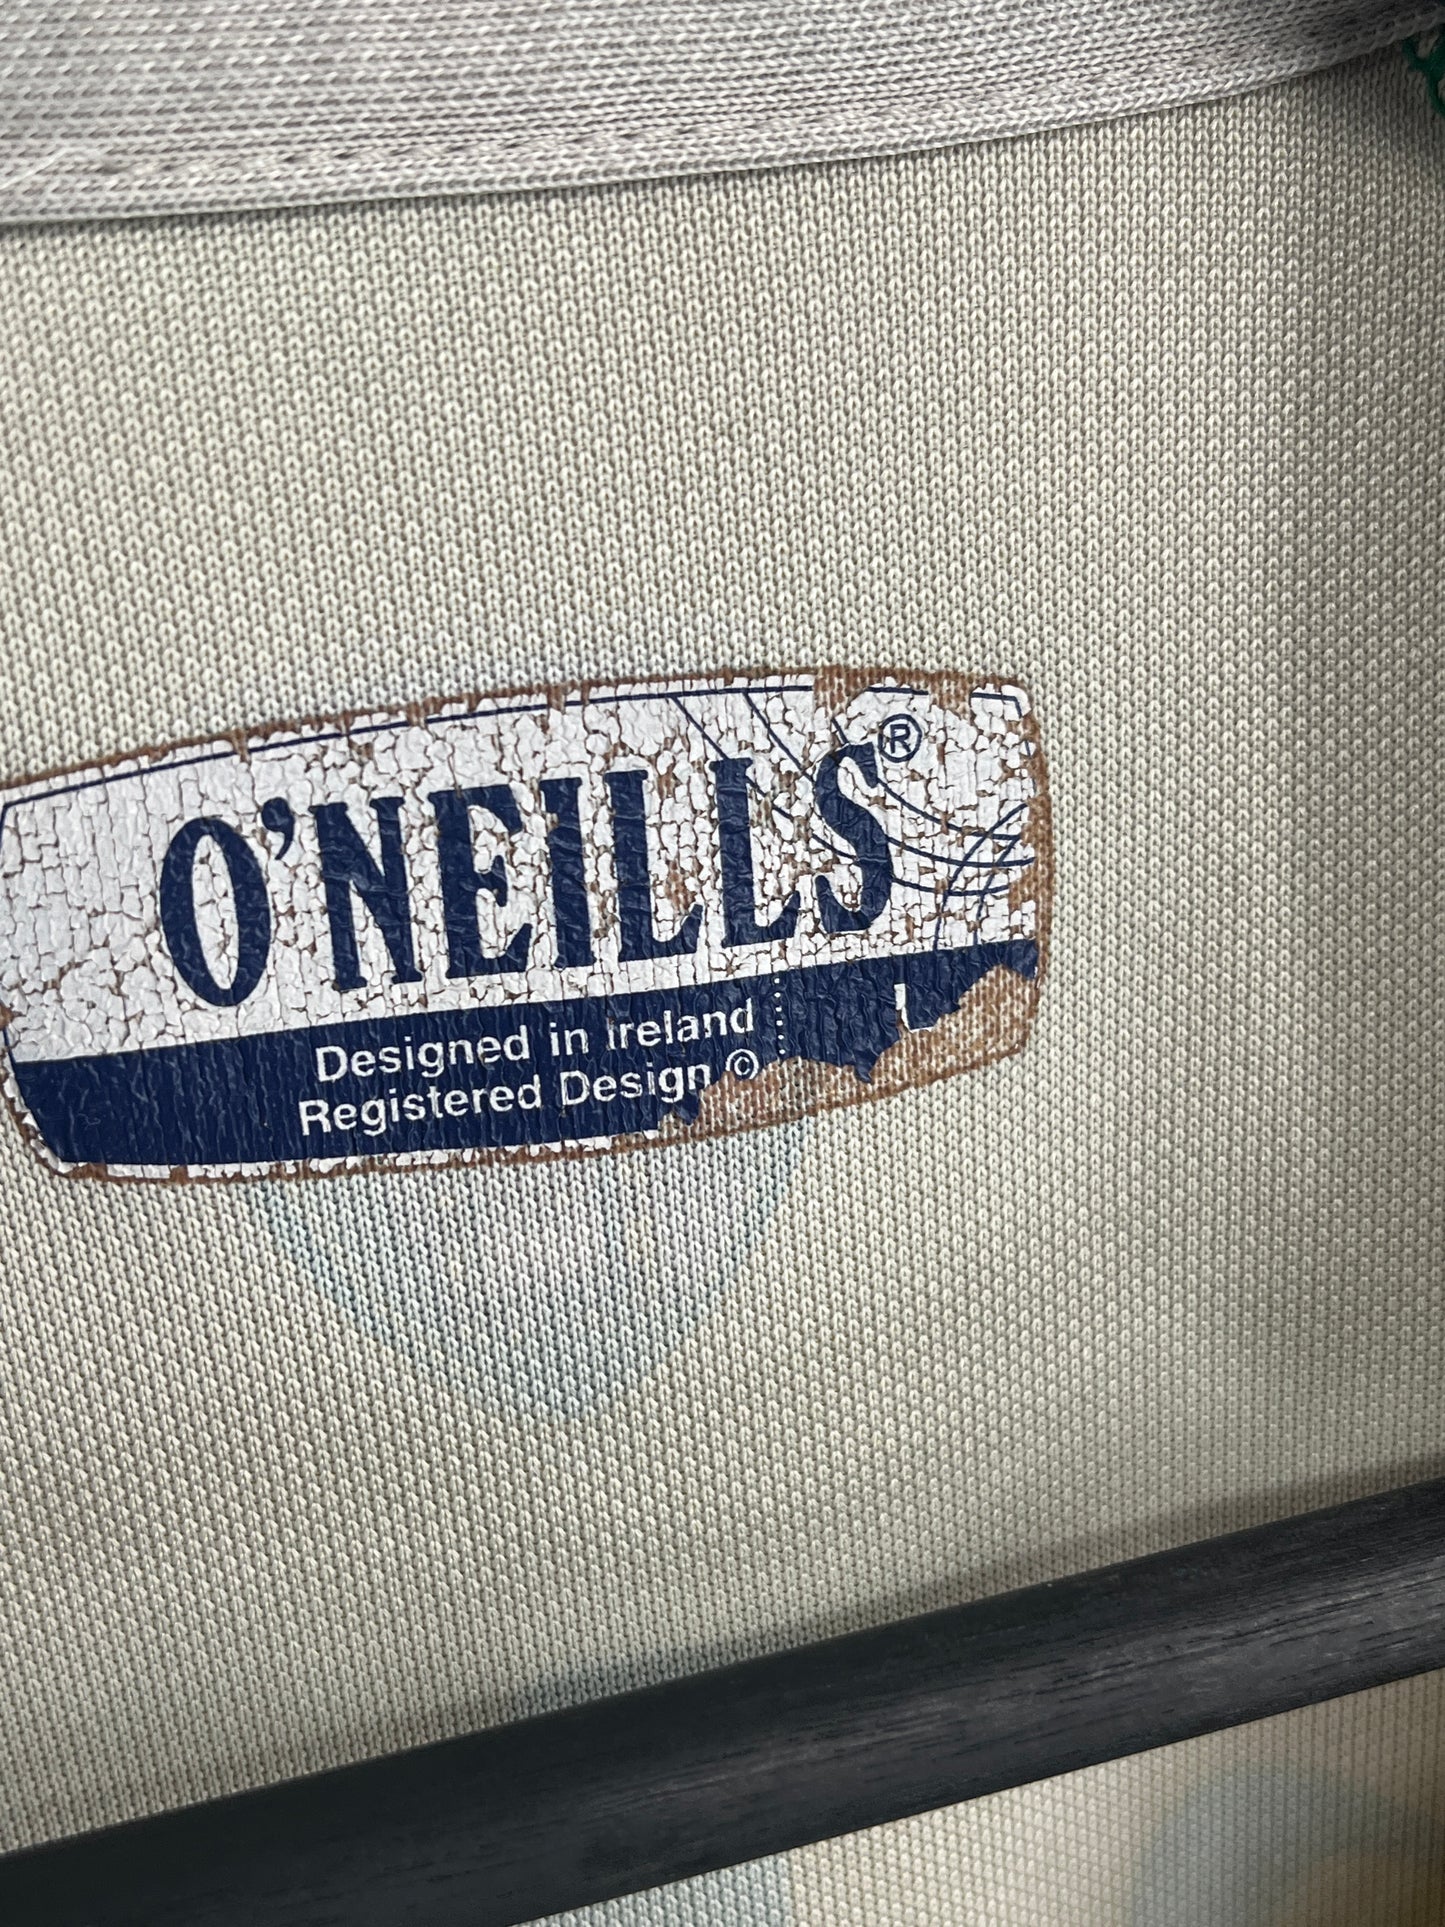 O'NEILLS®
Designed in Ireland
Registered Design ©